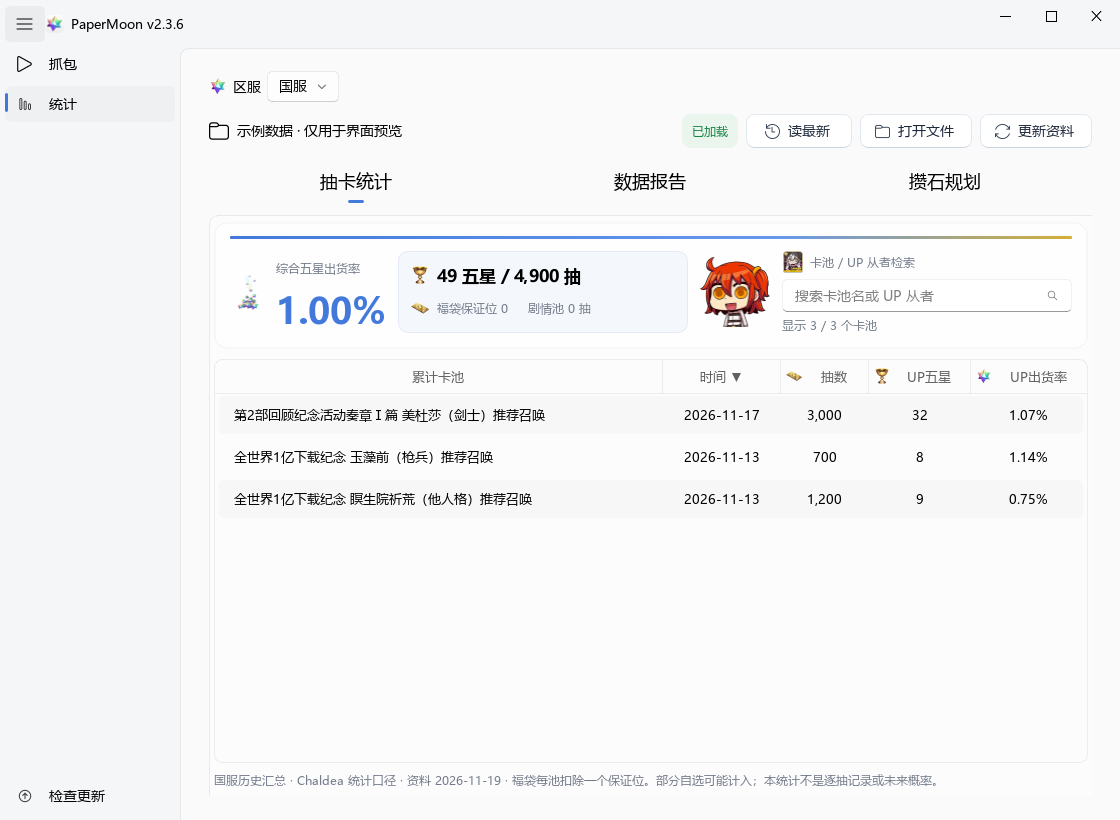 PaperMoon v2.3.6
抓包
统计
检查更新
区服 国服
示例数据 · 仅用于界面预览
已加载 读最新 打开文件 更新资料
抽卡统计 数据报告 攒石规划
综合五星出货率
1.00%
49 五星 / 4,900 抽
福袋保证位 0 剧情池 0 抽
卡池 / UP 从者检索
搜索卡池名或 UP 从者
显示 3 / 3 个卡池
累计卡池 时间 ▼ 抽数 UP五星 UP出货率
第2部回顾纪念活动奏章 I 篇 美杜莎（剑士）推荐召唤 2026-11-17 3,000 32 1.07%
全世界1亿下载纪念 玉藻前（枪兵）推荐召唤 2026-11-13 700 8 1.14%
全世界1亿下载纪念 瞑生院祈荒（他人格）推荐召唤 2026-11-13 1,200 9 0.75%
国服历史汇总 · Chaldea 统计口径 · 资料 2026-11-19 · 福袋每池扣除一个保证位。部分自选可能计入；本统计不是逐抽记录或未来概率。